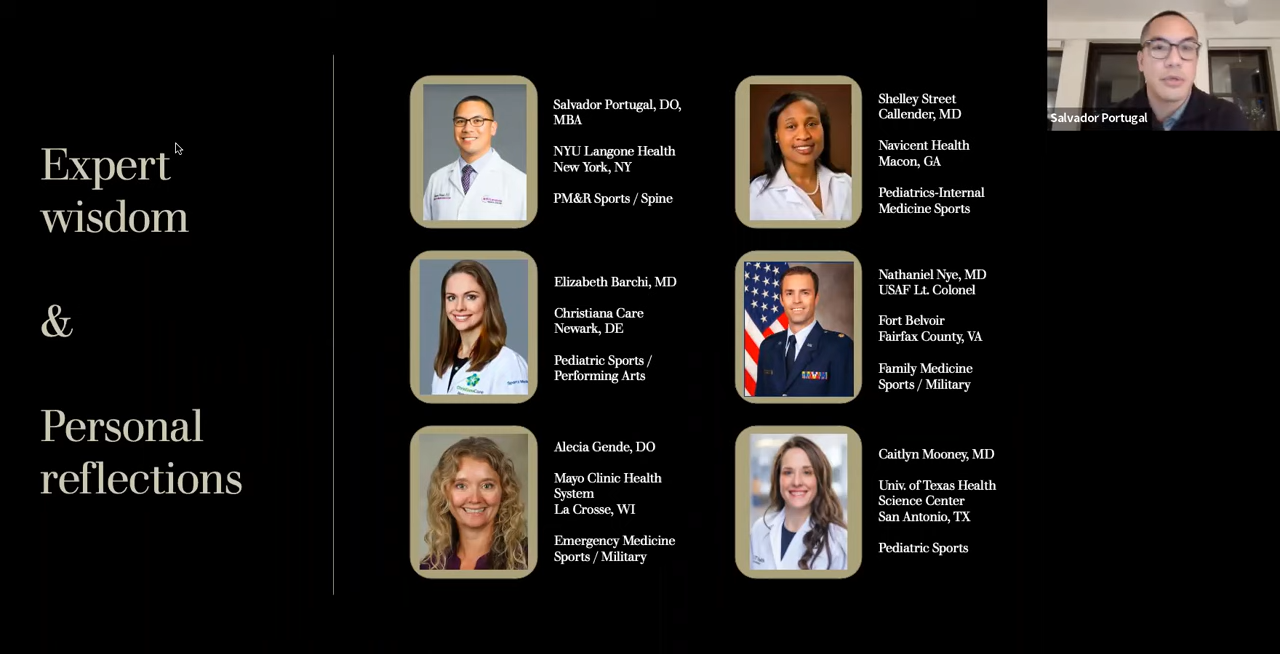 Expert
wisdom
&
Personal
reflections
Salvador Portugal, DO,
MBA
NYU Langone Health
New York, NY
PM&R Sports / Spine
Shelley Street
Callender, MD
Navicent Health
Macon, GA
Pediatrics-Internal
Medicine Sports
Elizabeth Barchi, MD
Christiana Care
Newark, DE
Pediatric Sports /
Performing Arts
Nathaniel Nye, MD
USAF Lt. Colonel
Fort Belvoir
Fairfax County, VA
Family Medicine
Sports / Military
Alecia Gende, DO
Mayo Clinic Health
System
La Crosse, WI
Emergency Medicine
Sports / Military
Caitlyn Mooney, MD
Univ. of Texas Health
Science Center
San Antonio, TX
Pediatric Sports
Salvador Portugal